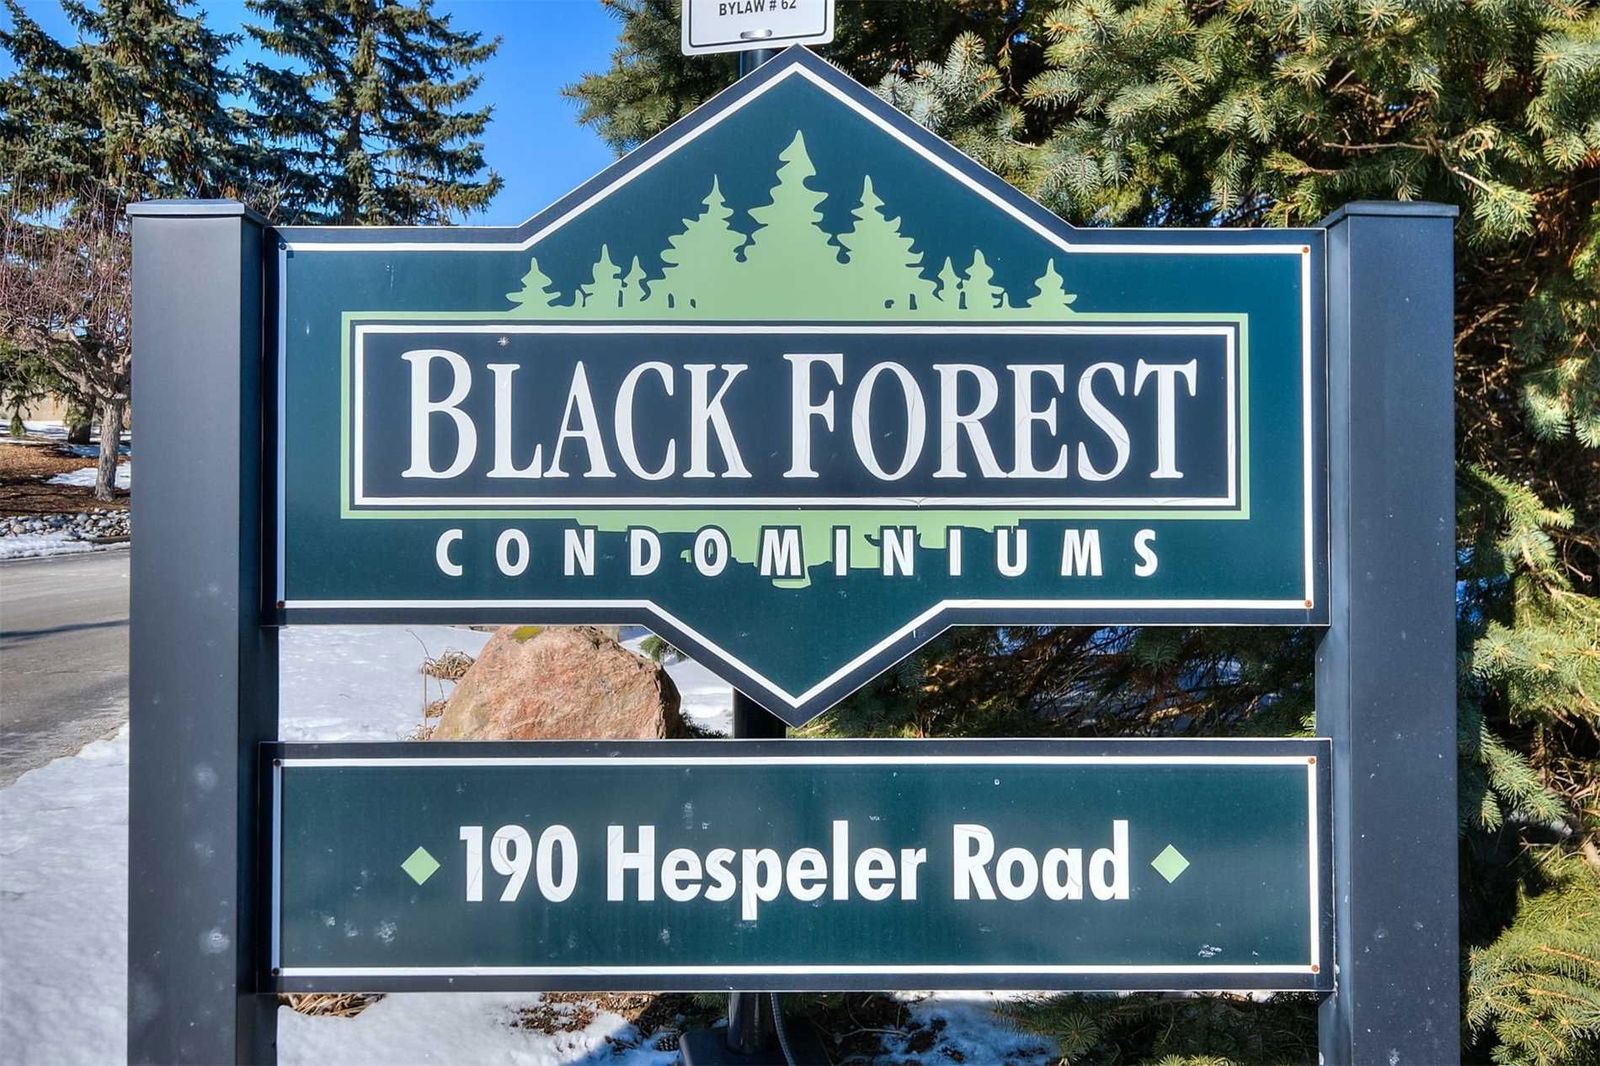 BYLAW # 62
BLACK FOREST
CONDOMINIUMS
190 Hespeler Road